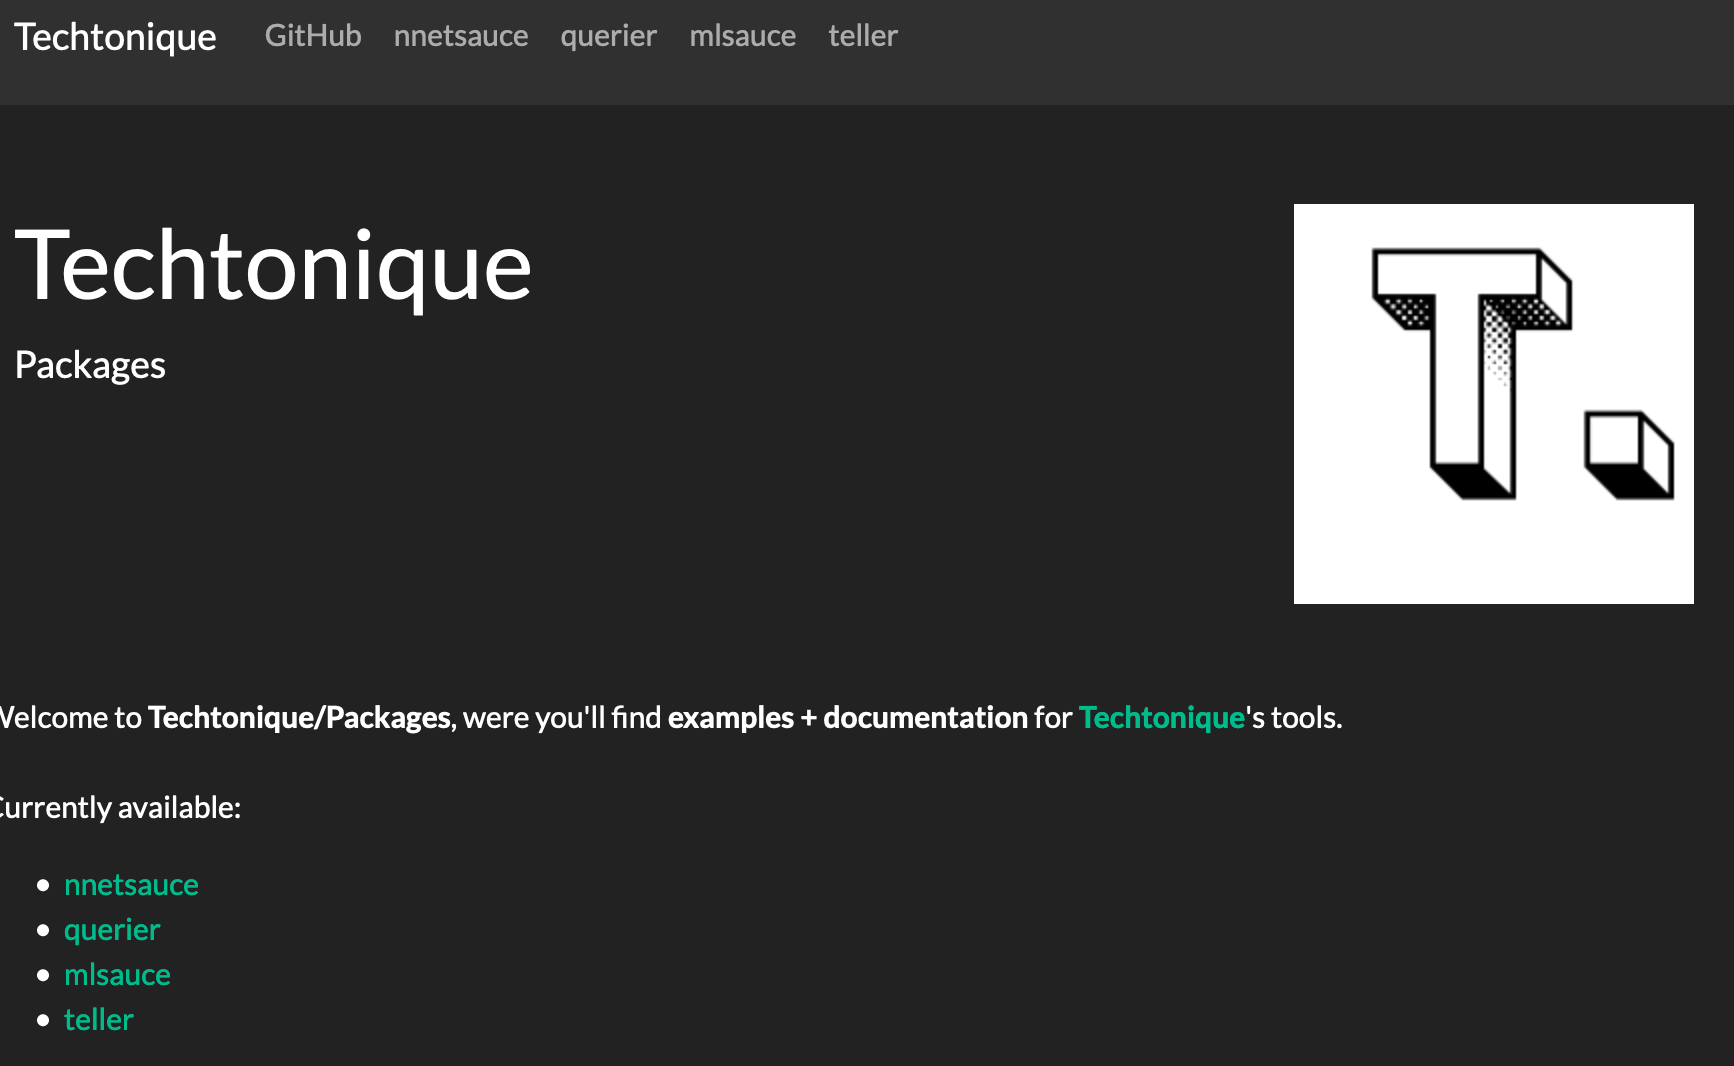 Techtonique GitHub nnetsauce querier mlsauce teller
Techtonique
Packages
T.
Welcome to Techtonique/Packages, were you'll find examples + documentation for Techtonique's tools.
Currently available:
nnetsauce
querier
mlsauce
teller